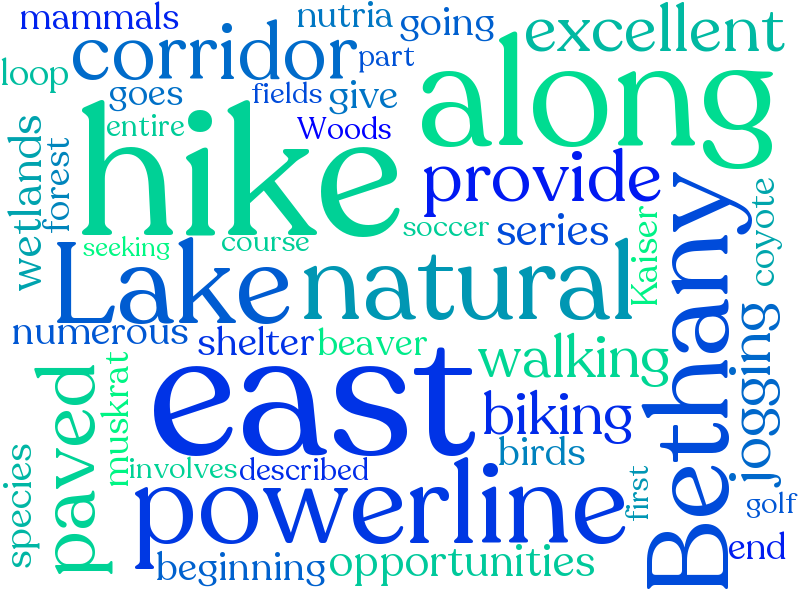 mammals
nutria
going
excellent
corridor
part
along
loop
goes
fields
give
entire
Woods
hike
provide
wetlands
forest
seeking
course
soccer
series
Kaiser
coyote
Bethany
Lake
natural
numerous
shelter
beaver
walking
jogging
east
paved
muskrat
biking
birds
species
involves
described
powerline
first
golf
beginning
opportunities
end